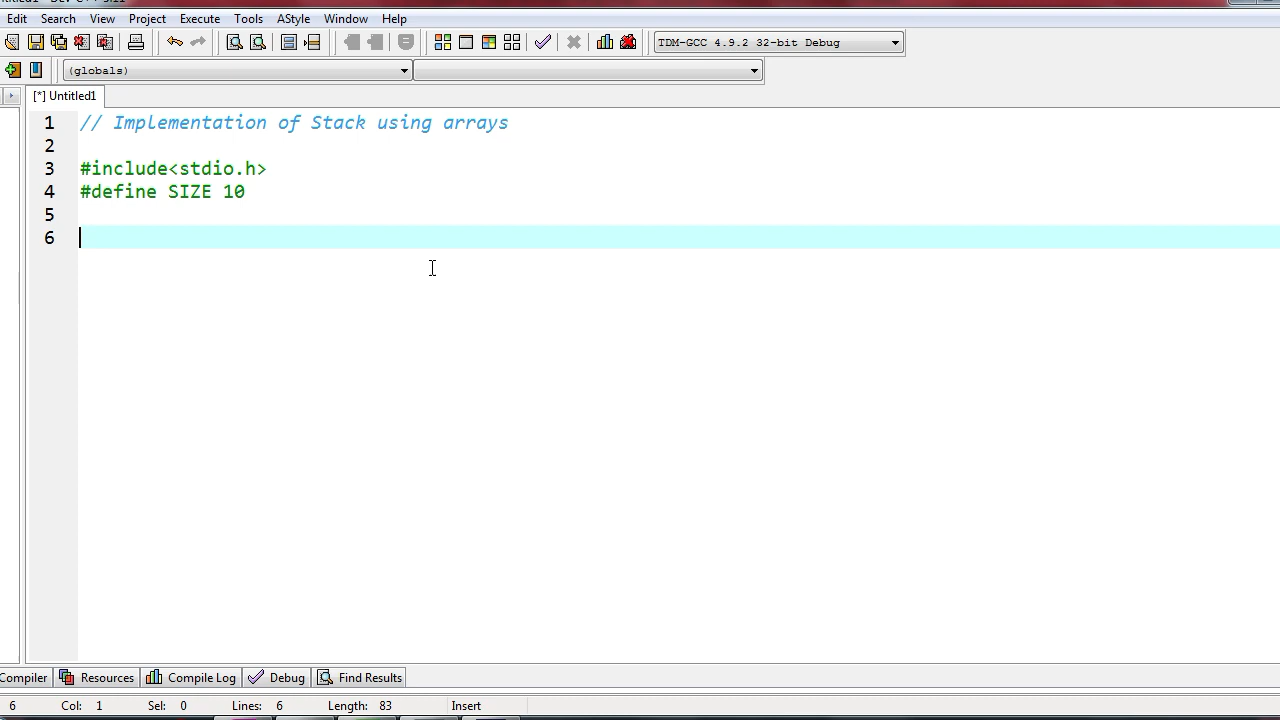 Edit Search View Project Execute Tools AStyle Window Help
TDM-GCC 4.9.2 32-bit Debug
(globals)
[*] Untitled1
1 // Implementation of Stack using arrays
2
3 #include<stdio.h>
4 #define SIZE 10
5
6
Compiler Resources Compile Log Debug Find Results
6 Col: 1 Sel: 0 Lines: 6 Length: 83 Insert